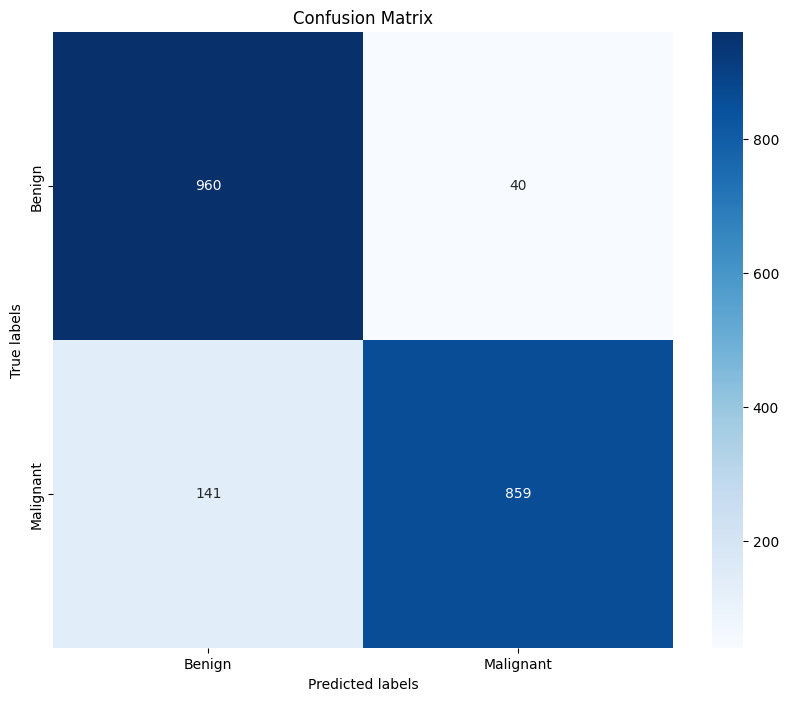 Confusion Matrix
True labels
Benign
Malignant
960
40
141
859
Benign
Malignant
Predicted labels
800
600
400
200